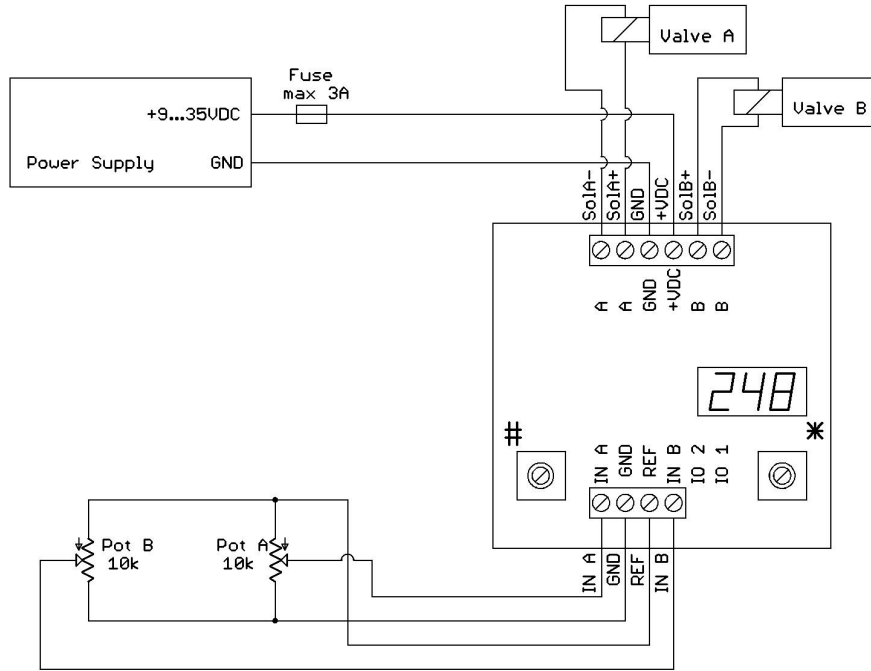 Valve A
Fuse
max 3A
Valve B
+9...35VDC
Power Supply
GND
SolA-
SolA+
GND
+VDC
SolB+
SolB-
A
A
GND
+VDC
B
B
248
#
*
IN A
GND
REF
IN B
IO 2
IO 1
Pot B
10k
Pot A
10k
IN A
GND
REF
IN B